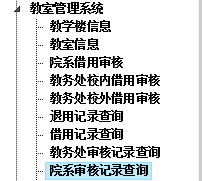 教室管理系统
教学楼信息
教室信息
院系借用审核
教务处校内借用审核
教务处校外借用审核
退用记录查询
借用记录查询
教务处审核记录查询
院系审核记录查询